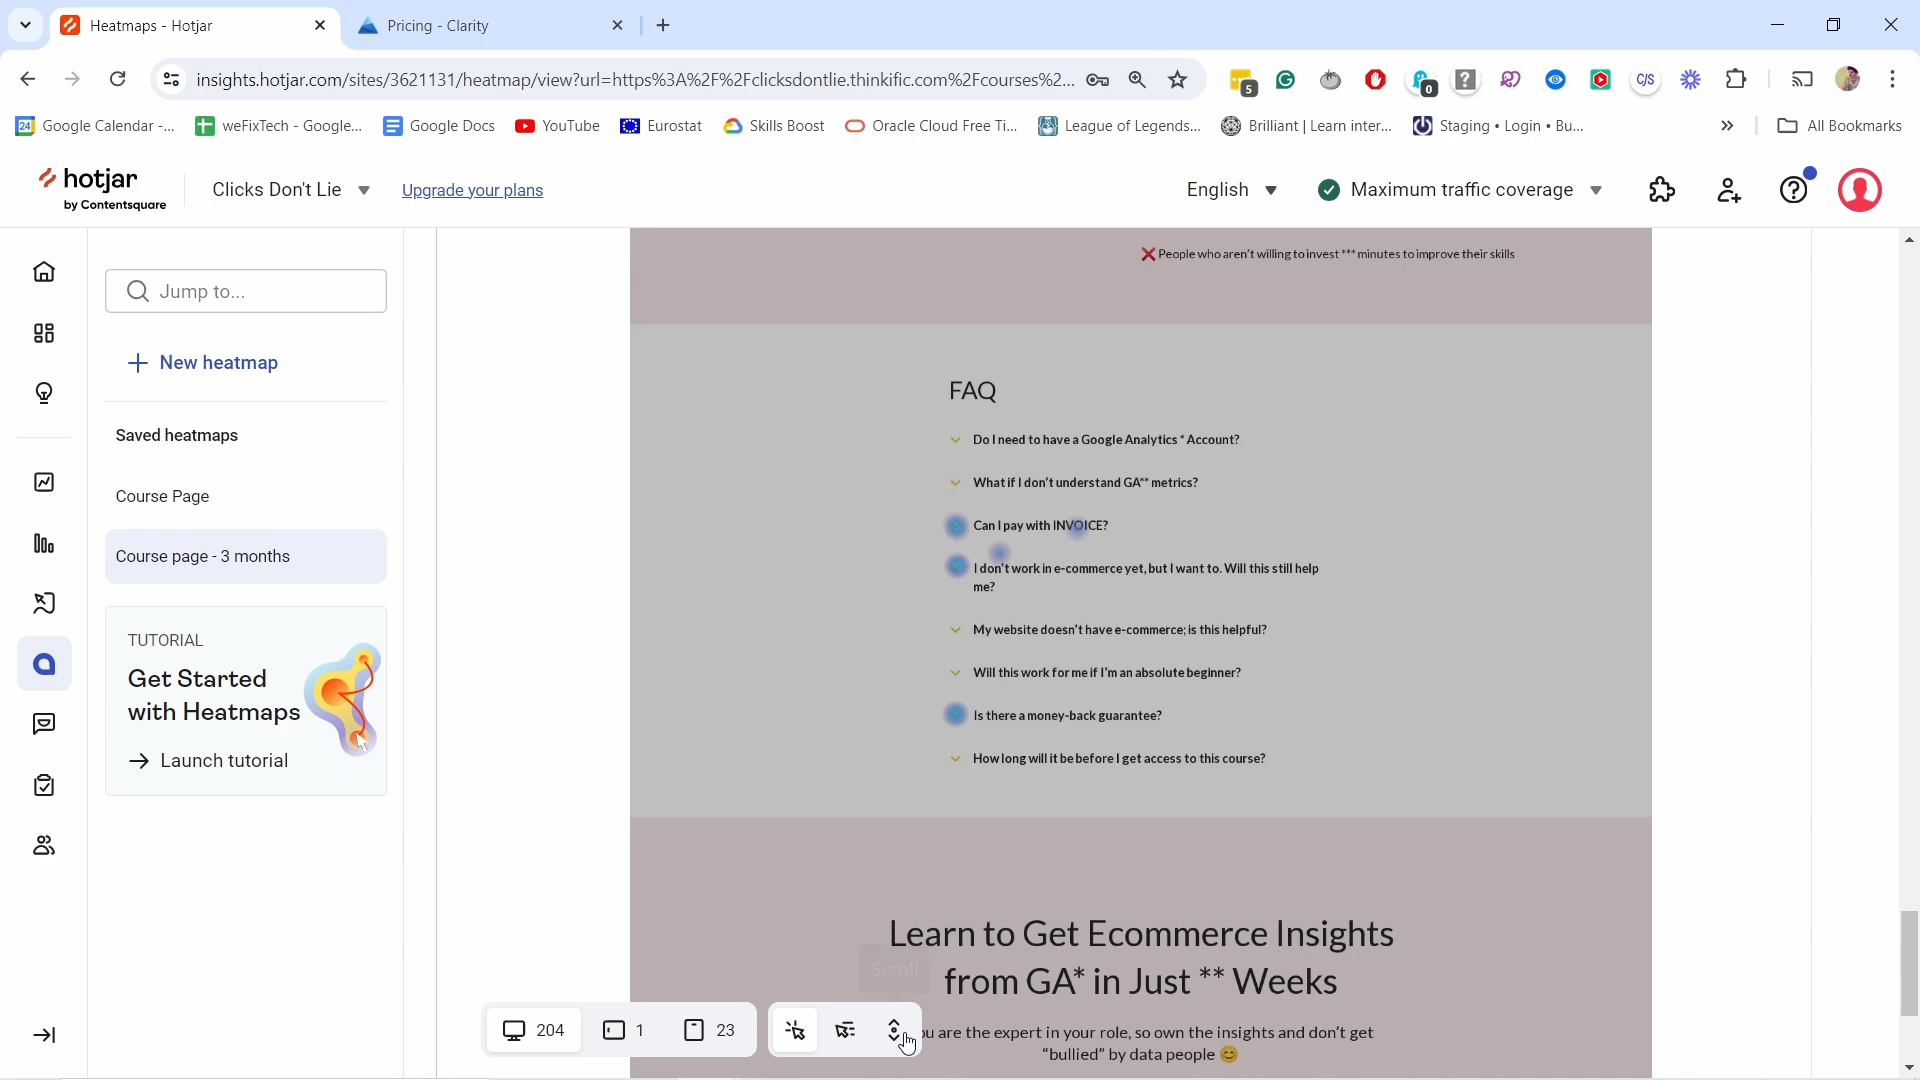 Heatmaps - Hotjar
Pricing - Clarity
insights.hotjar.com/sites/3621131/heatmap/view?url=https%3A%2F%2Fclicksdontlie.thinkific.com%2Fcourses%2...
5
0
C/S
24 Google Calendar -...
weFixTech - Google...
Google Docs
YouTube
Eurostat
Skills Boost
Oracle Cloud Free Ti...
League of Legends...
Brilliant | Learn inter...
Staging • Login • Bu...
All Bookmarks
hotjar
by Contentsquare
Clicks Don't Lie
Upgrade your plans
English
Maximum traffic coverage
Jump to...
New heatmap
Saved heatmaps
Course Page
Course page - 3 months
TUTORIAL
Get Started
with Heatmaps
Launch tutorial
❌ People who aren't willing to invest *** minutes to improve their skills
FAQ
Do I need to have a Google Analytics * Account?
What if I don't understand GA** metrics?
Can I pay with INVOICE?
I don't work in e-commerce yet, but I want to. Will this still help
me?
My website doesn't have e-commerce; is this helpful?
Will this work for me if I'm an absolute beginner?
Is there a money-back guarantee?
How long will it be before I get access to this course?
Learn to Get Ecommerce Insights
from GA* in Just ** Weeks
Scroll
ou are the expert in your role, so own the insights and don't get
"bullied" by data people 😊
204
1
23